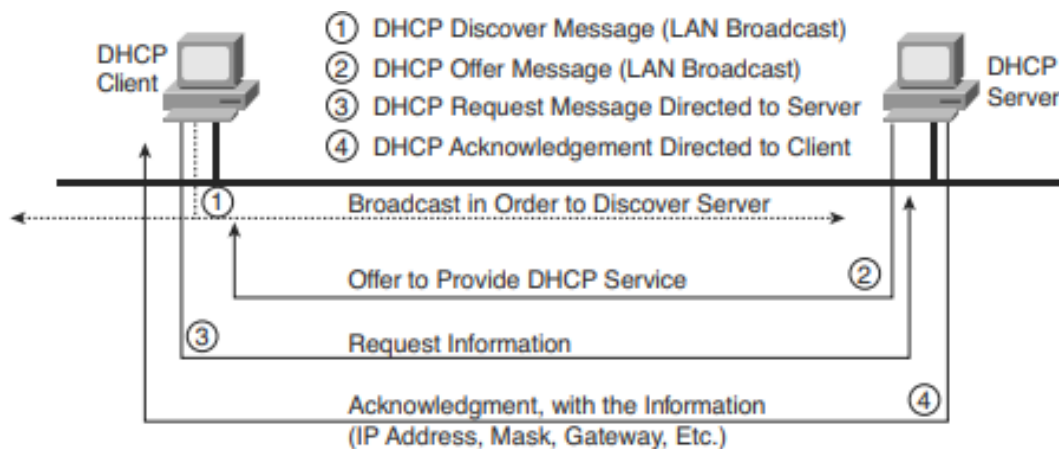 DHCP
Client
① DHCP Discover Message (LAN Broadcast)
② DHCP Offer Message (LAN Broadcast)
③ DHCP Request Message Directed to Server
④ DHCP Acknowledgement Directed to Client
DHCP
Server
① Broadcast in Order to Discover Server
Offer to Provide DHCP Service ②
③ Request Information
Acknowledgment, with the Information ④
(IP Address, Mask, Gateway, Etc.)